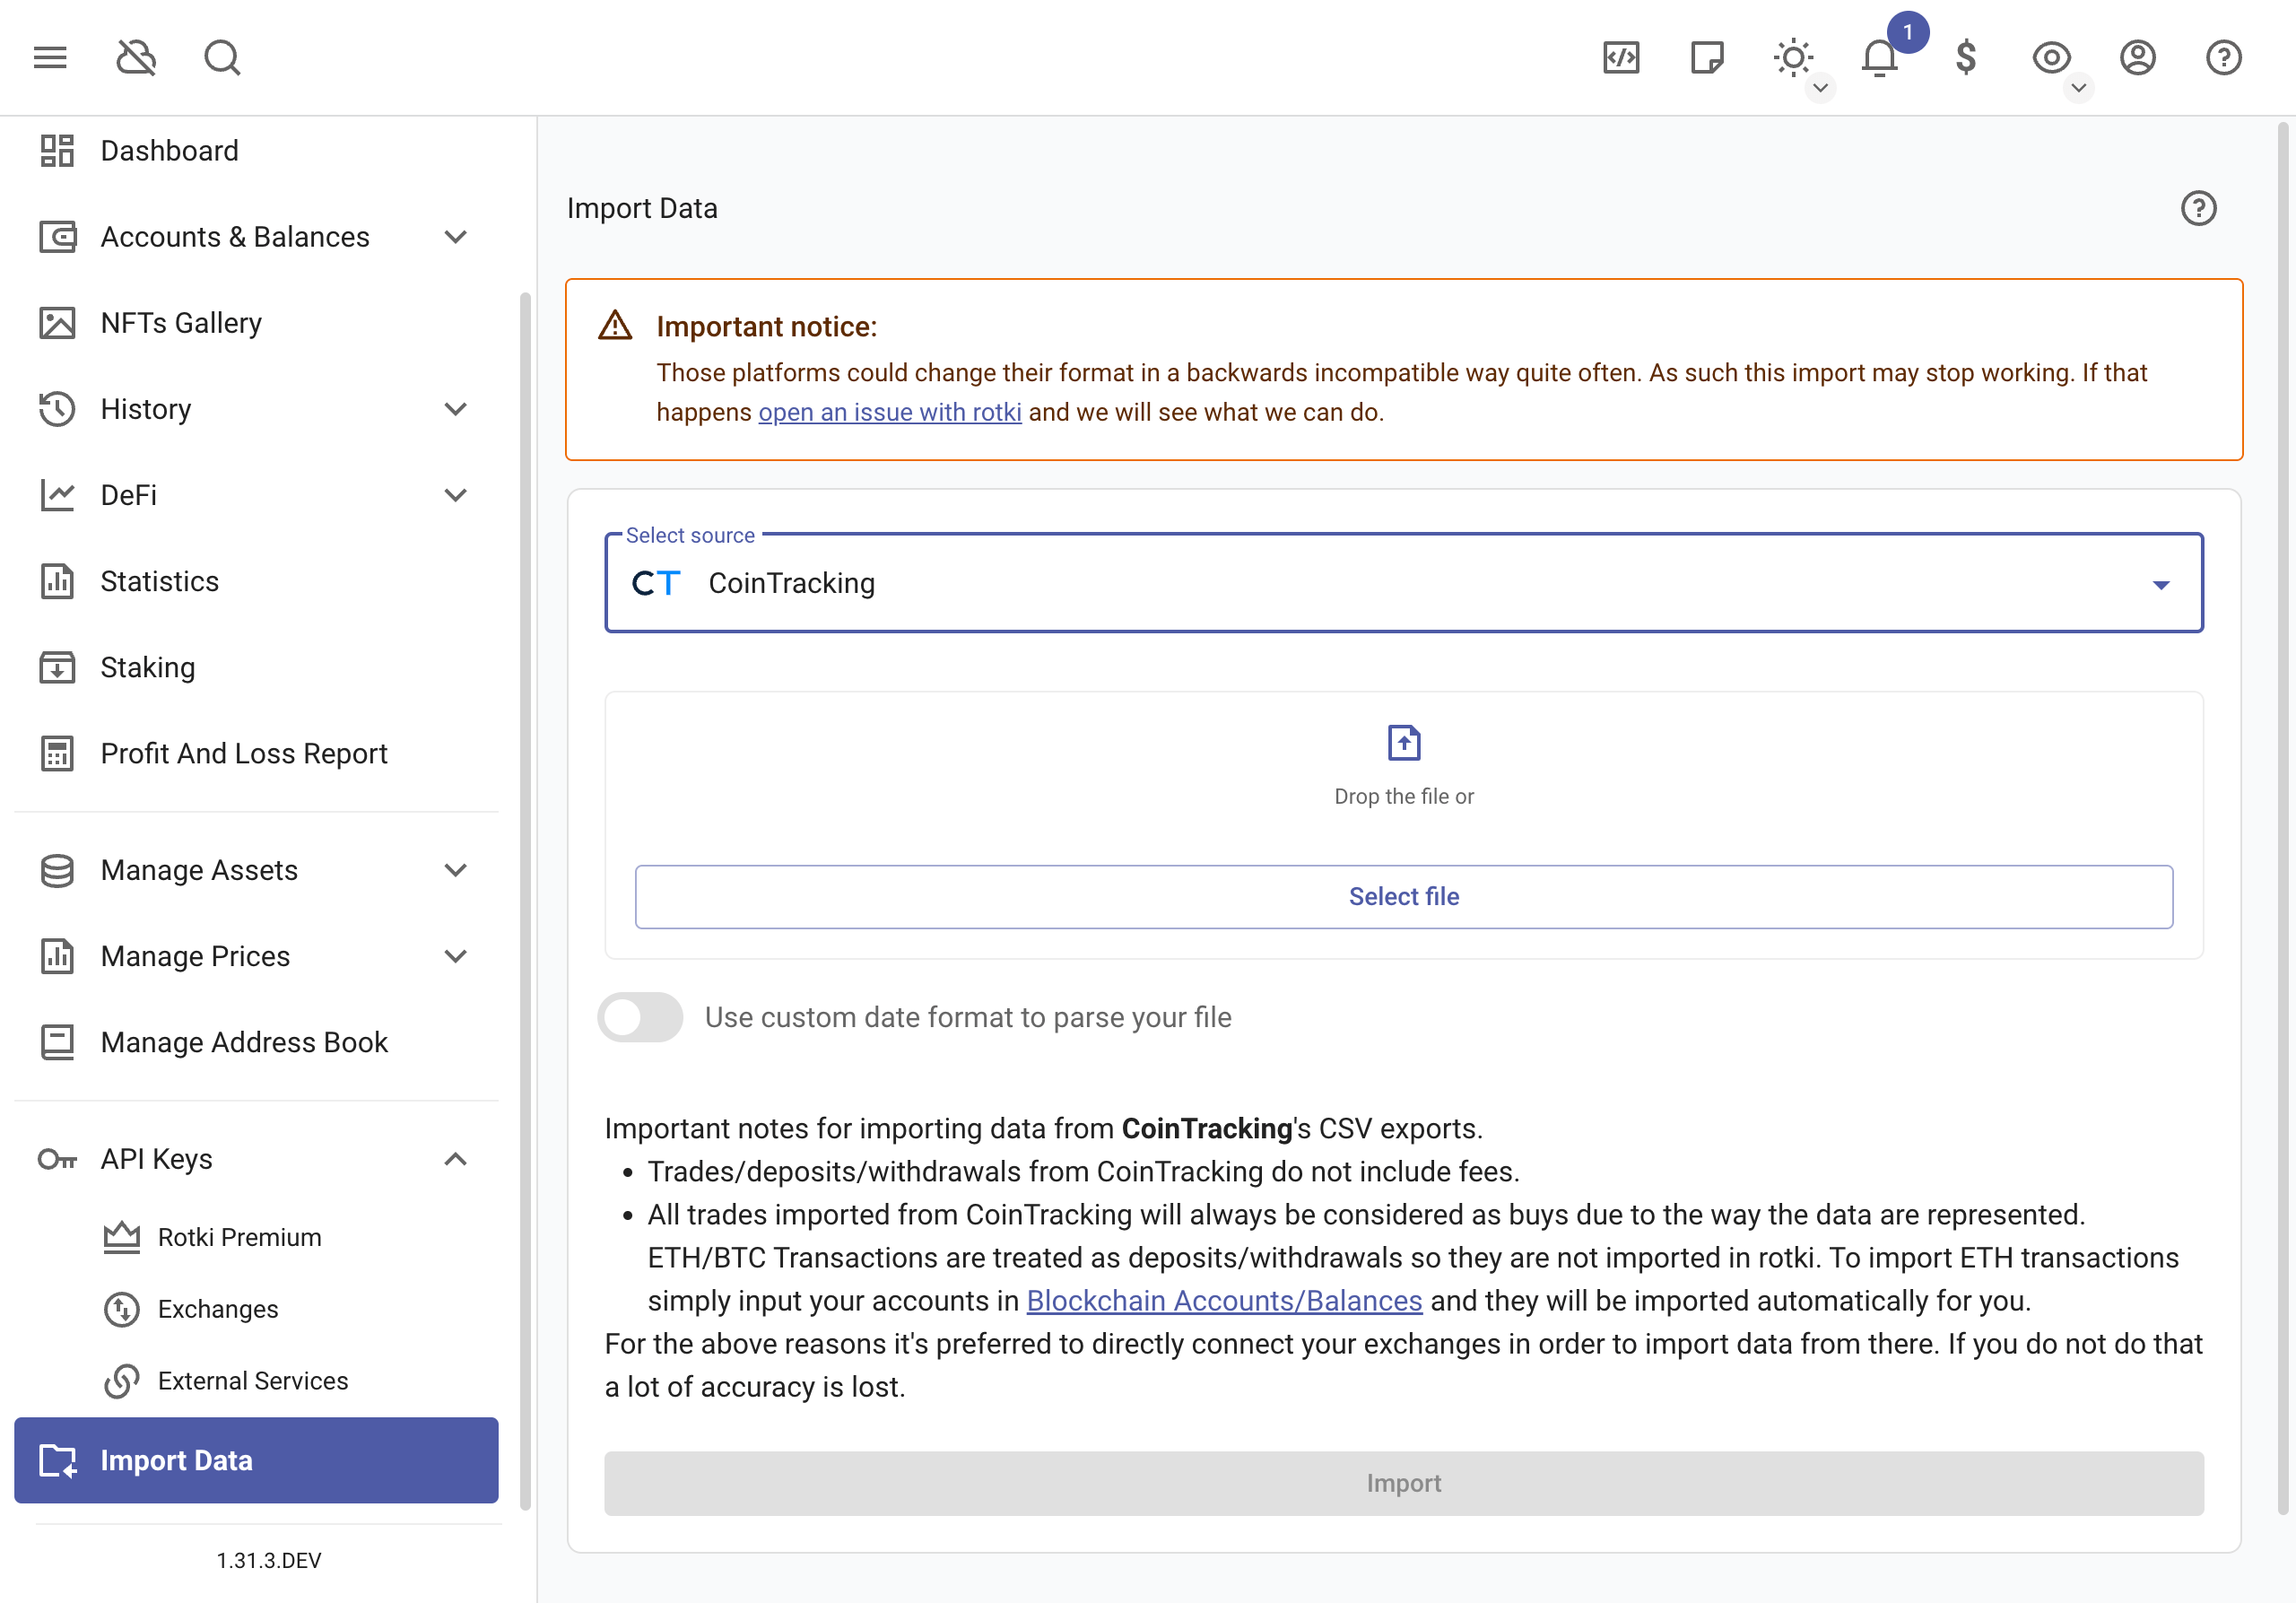 1
Dashboard
Accounts & Balances
NFTs Gallery
History
DeFi
Statistics
Staking
Profit And Loss Report
Manage Assets
Manage Prices
Manage Address Book
API Keys
Rotki Premium
Exchanges
External Services
Import Data
1.31.3.DEV
Import Data
Important notice:
Those platforms could change their format in a backwards incompatible way quite often. As such this import may stop working. If that
happens open an issue with rotki and we will see what we can do.
Select source
CT CoinTracking
Drop the file or
Select file
Use custom date format to parse your file
Important notes for importing data from CoinTracking's CSV exports.
• Trades/deposits/withdrawals from CoinTracking do not include fees.
• All trades imported from CoinTracking will always be considered as buys due to the way the data are represented.
ETH/BTC Transactions are treated as deposits/withdrawals so they are not imported in rotki. To import ETH transactions
simply input your accounts in Blockchain Accounts/Balances and they will be imported automatically for you.
For the above reasons it's preferred to directly connect your exchanges in order to import data from there. If you do not do that
a lot of accuracy is lost.
Import